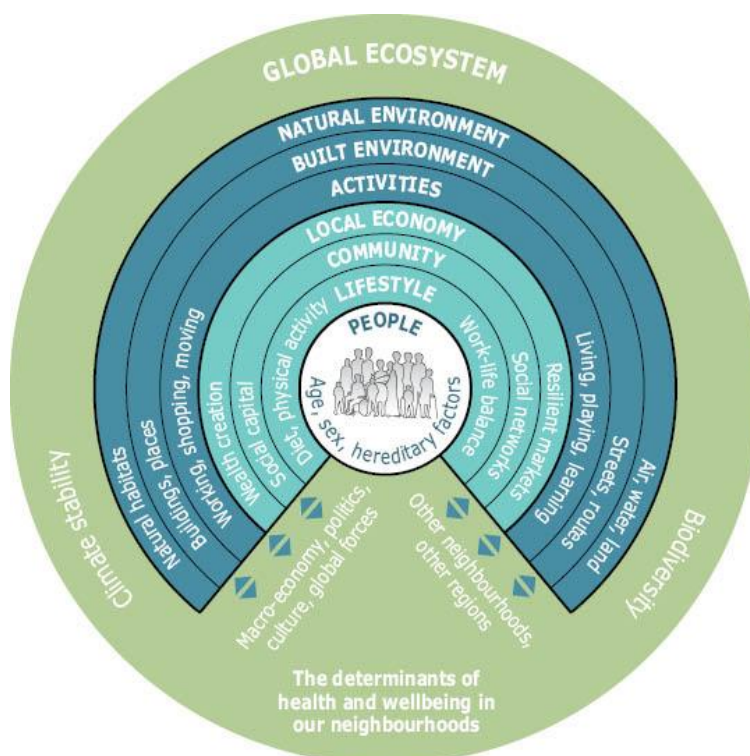 GLOBAL ECOSYSTEM
NATURAL ENVIRONMENT
BUILT ENVIRONMENT
ACTIVITIES
LOCAL ECONOMY
COMMUNITY
LIFESTYLE
PEOPLE
Age, sex, hereditary factors
Diet, physical activity
Work-life balance
Social capital
Social networks
Wealth creation
Resilient markets
Working, shopping, moving
Living, playing, learning
Buildings, places
Streets, routes
Natural habitats
Air, water, land
Climate stability
Biodiversity
Macro-economy, politics,
culture, global forces
Other neighbourhoods,
other regions
The determinants of
health and wellbeing in
our neighbourhoods